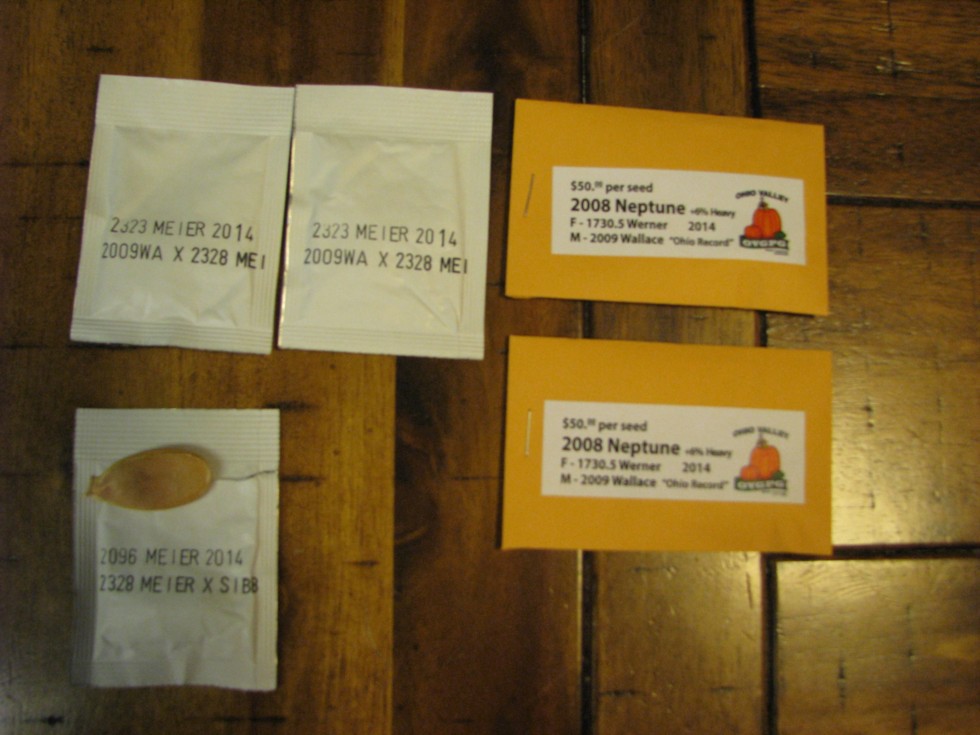 2323 MEIER 2014
2009WA X 2328 MEI
2323 MEIER 2014
2009WA X 2328 MEI
$50.00 per seed
2008 Neptune +6% Heavy
F - 1730.5 Werner 2014
M - 2009 Wallace "Ohio Record"
OHIO VALLEY
OVGPG
$50.00 per seed
2008 Neptune +6% Heavy
F - 1730.5 Werner 2014
M - 2009 Wallace "Ohio Record"
OHIO VALLEY
OVGPG
2096 MEIER 2014
2328 MEIER X SIBB